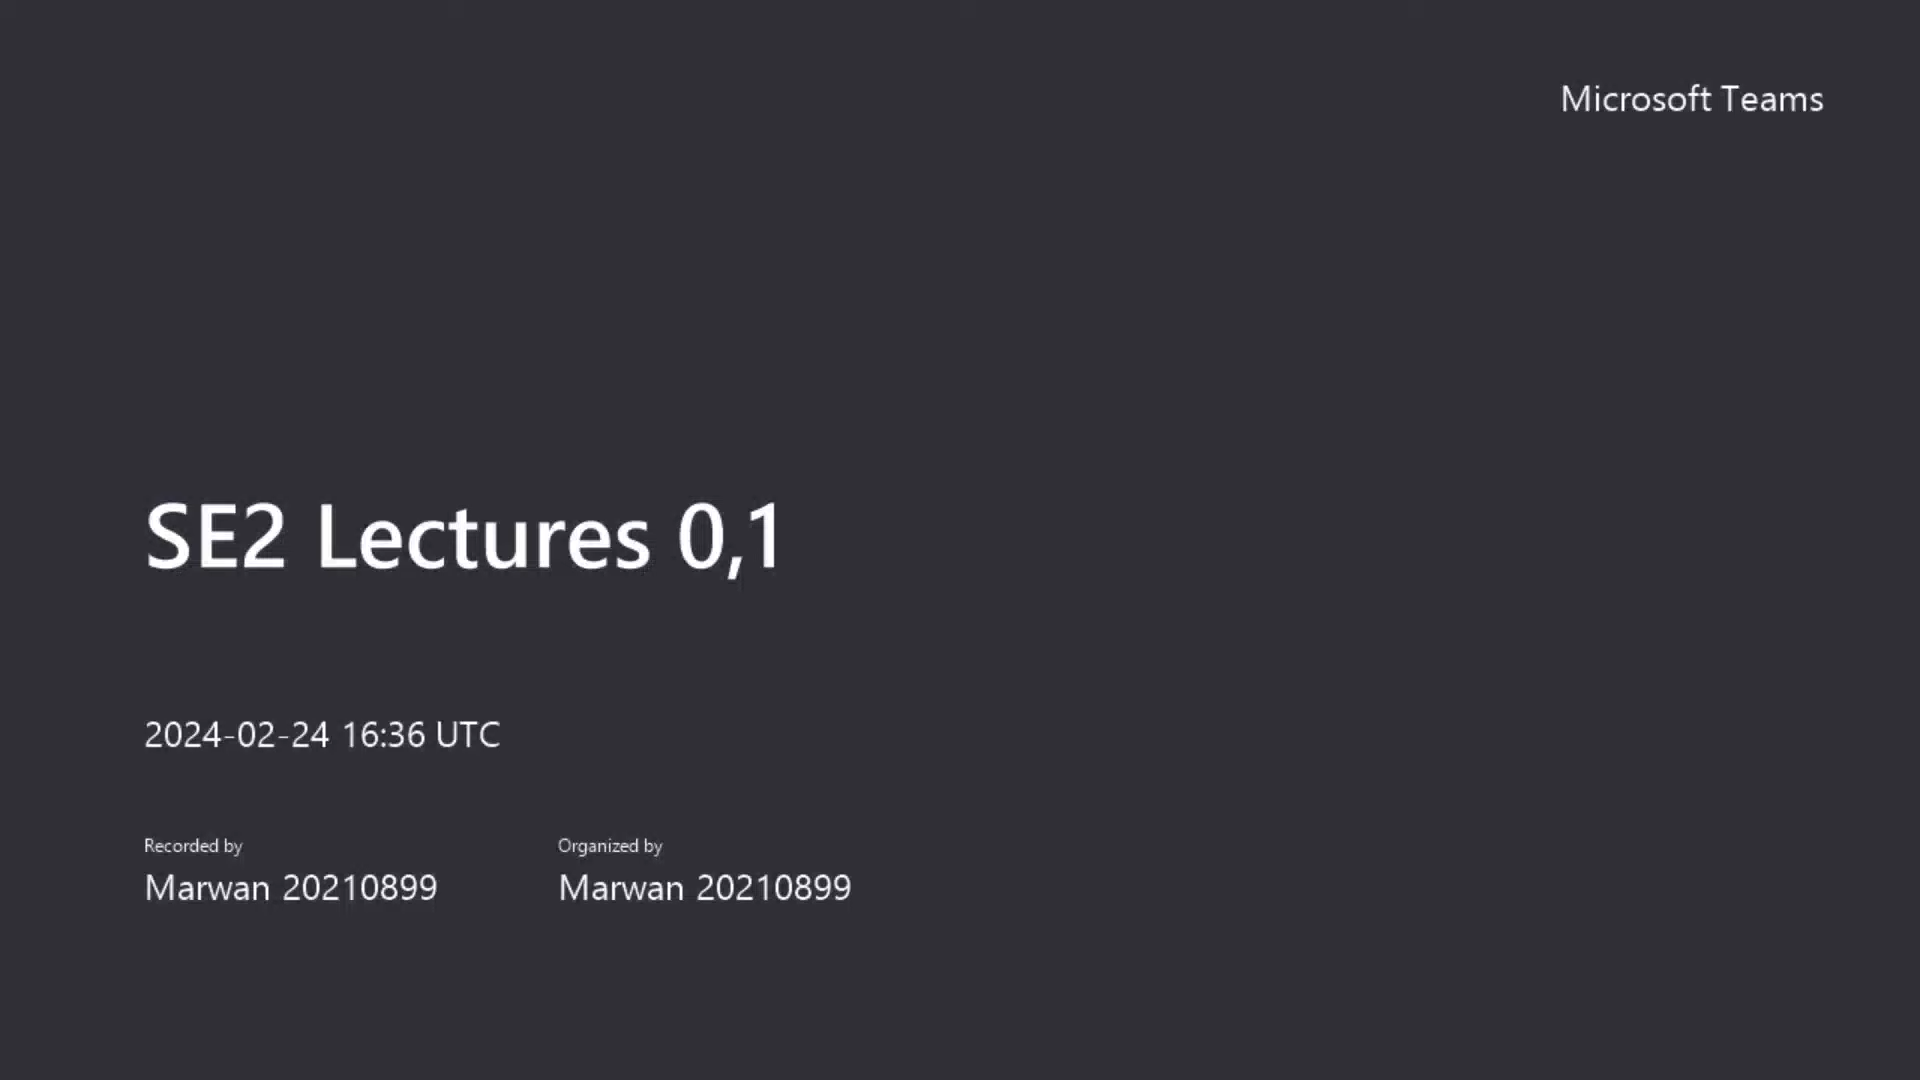 Microsoft Teams
SE2 Lectures 0,1
2024-02-24 16:36 UTC
Recorded by
Marwan 20210899
Organized by
Marwan 20210899